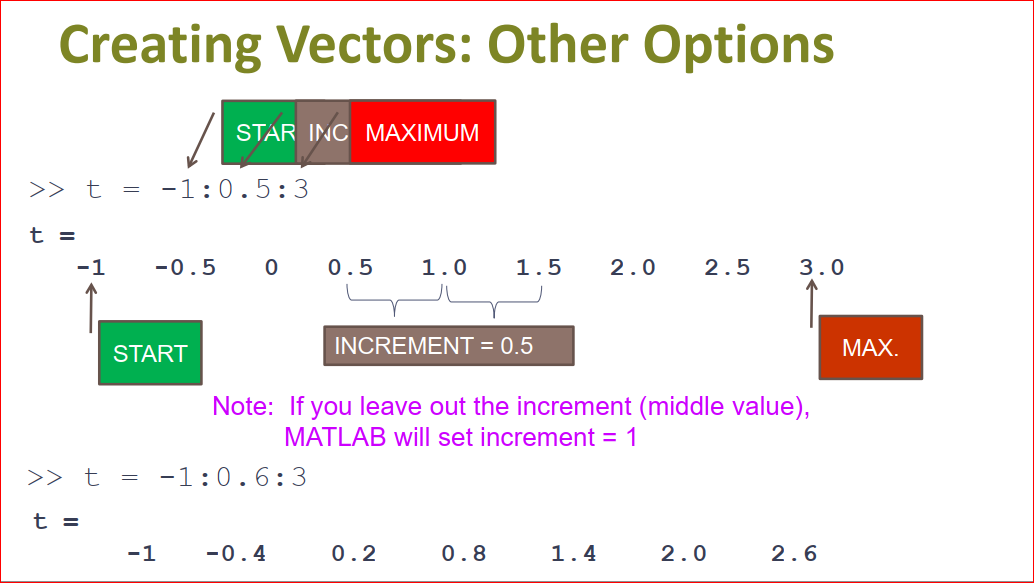 Creating Vectors: Other Options
STAR INC MAXIMUM
>> t = -1:0.5:3
t =
-1 -0.5 0 0.5 1.0 1.5 2.0 2.5 3.0
START INCREMENT = 0.5 MAX.
Note: If you leave out the increment (middle value),
MATLAB will set increment = 1
>> t = -1:0.6:3
t =
-1 -0.4 0.2 0.8 1.4 2.0 2.6